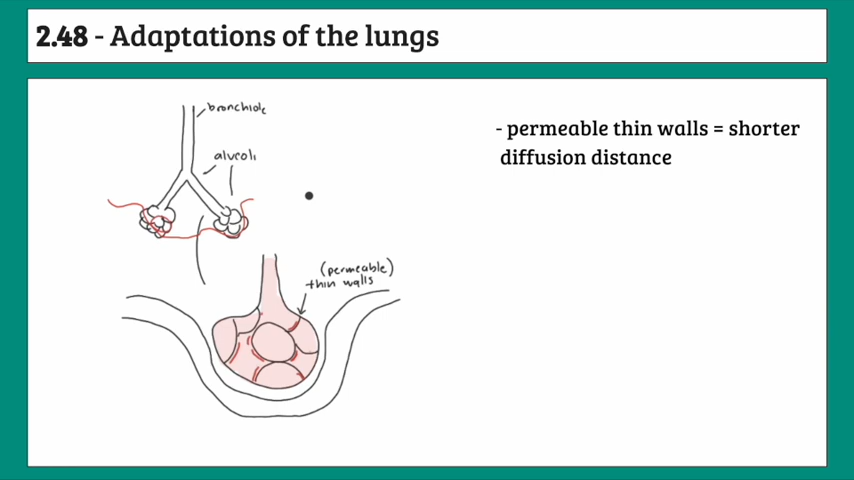 2.48 - Adaptations of the lungs
bronchiole
alveoli
- permeable thin walls = shorter
diffusion distance
(permeable)
thin walls